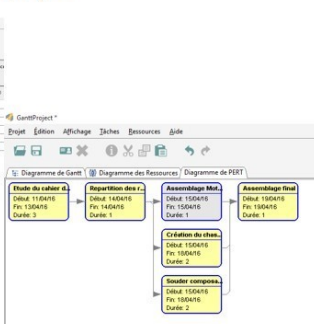 GanttProject *
Projet Édition Affichage Tâches Ressources Aide
Diagramme de Gantt Diagramme des Ressources Diagramme de PERT
Etude du cahier d...
Début: 11/04/16
Fin: 13/04/16
Durée: 3
Repartition des r...
Début: 14/04/16
Fin: 14/04/16
Durée: 1
Assemblage Mot...
Début: 15/04/16
Fin: 15/04/16
Durée: 1
Assemblage final
Début: 19/04/16
Fin: 19/04/16
Durée: 1
Création du chas...
Début: 15/04/16
Fin: 18/04/16
Durée: 2
Souder composa...
Début: 15/04/16
Fin: 18/04/16
Durée: 2